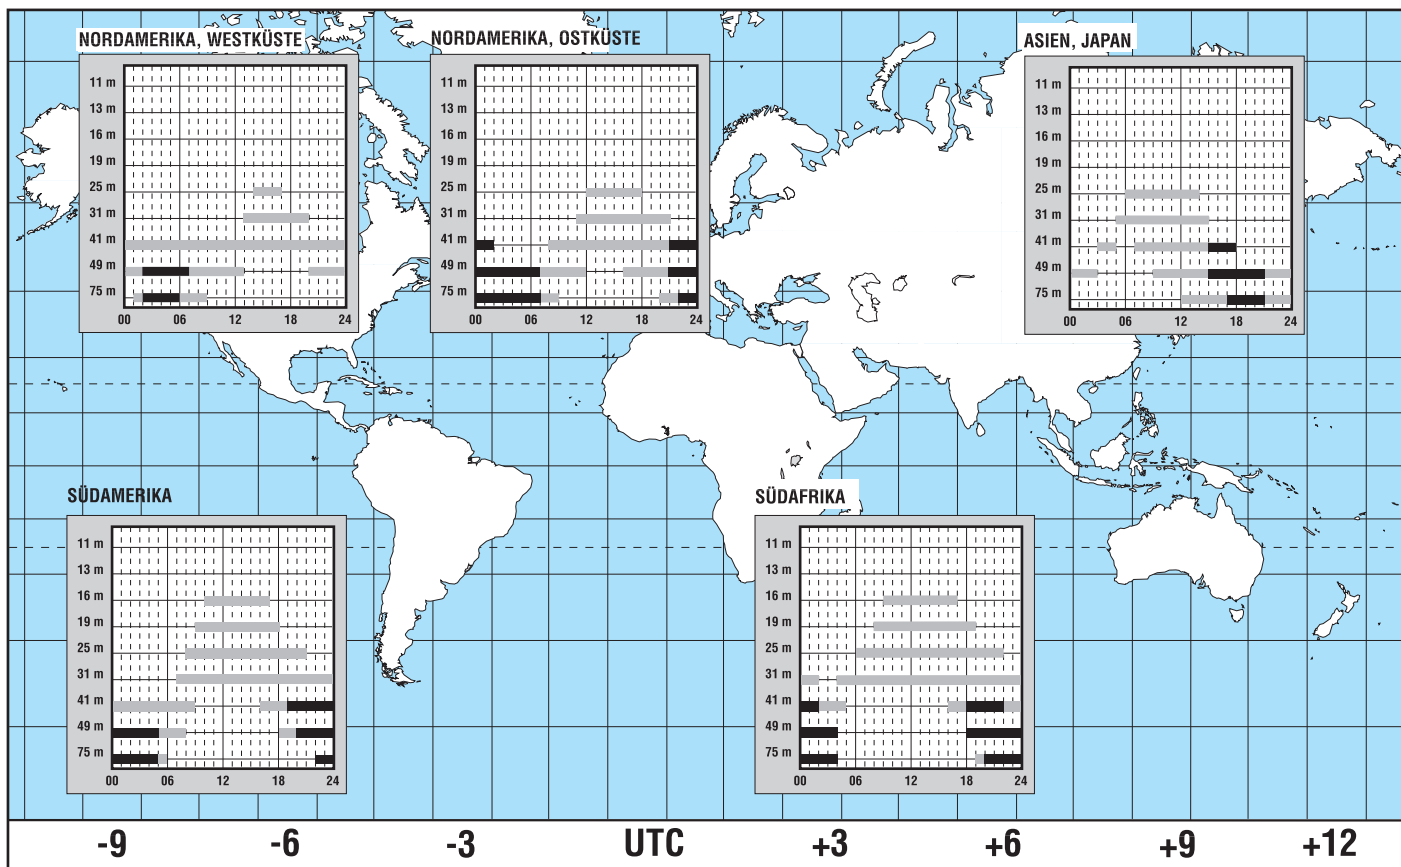 NORDAMERIKA, WESTKÜSTE
11 m
13 m
16 m
19 m
25 m
31 m
41 m
49 m
75 m
00 06 12 18 24
NORDAMERIKA, OSTKÜSTE
11 m
13 m
16 m
19 m
25 m
31 m
41 m
49 m
75 m
00 06 12 18 24
ASIEN, JAPAN
11 m
13 m
16 m
19 m
25 m
31 m
41 m
49 m
75 m
00 06 12 18 24
SÜDAMERIKA
11 m
13 m
16 m
19 m
25 m
31 m
41 m
49 m
75 m
00 06 12 18 24
SÜDAFRIKA
11 m
13 m
16 m
19 m
25 m
31 m
41 m
49 m
75 m
00 06 12 18 24
-9 -6 -3 UTC +3 +6 +9 +12